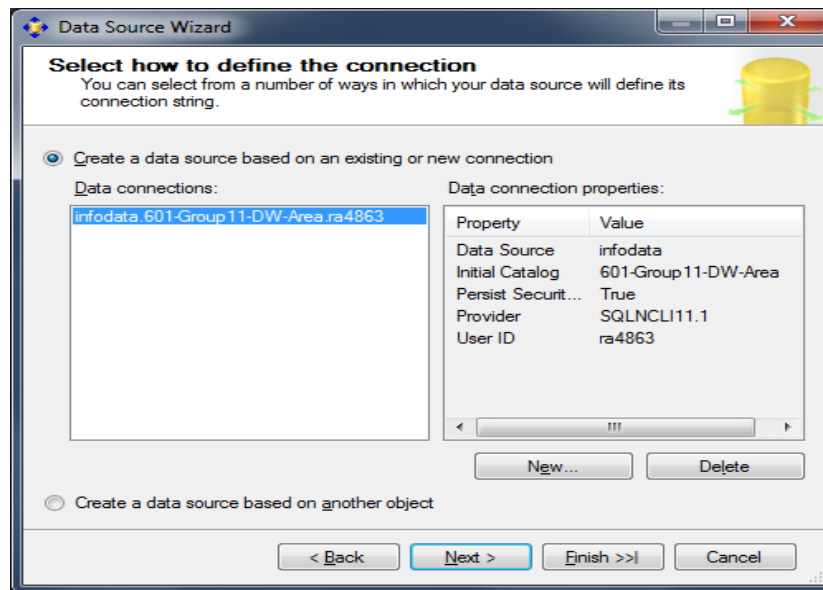 Data Source Wizard
Select how to define the connection
You can select from a number of ways in which your data source will define its
connection string.
Create a data source based on an existing or new connection
Data connections:
infodata.601-Group11-DW-Area.ra4863
Data connection properties:
Property Value
Data Source infodata
Initial Catalog 601-Group11-DW-Area
Persist Securit... True
Provider SQLNCLI11.1
User ID ra4863
New... Delete
Create a data source based on another object
< Back Next > Finish >>| Cancel